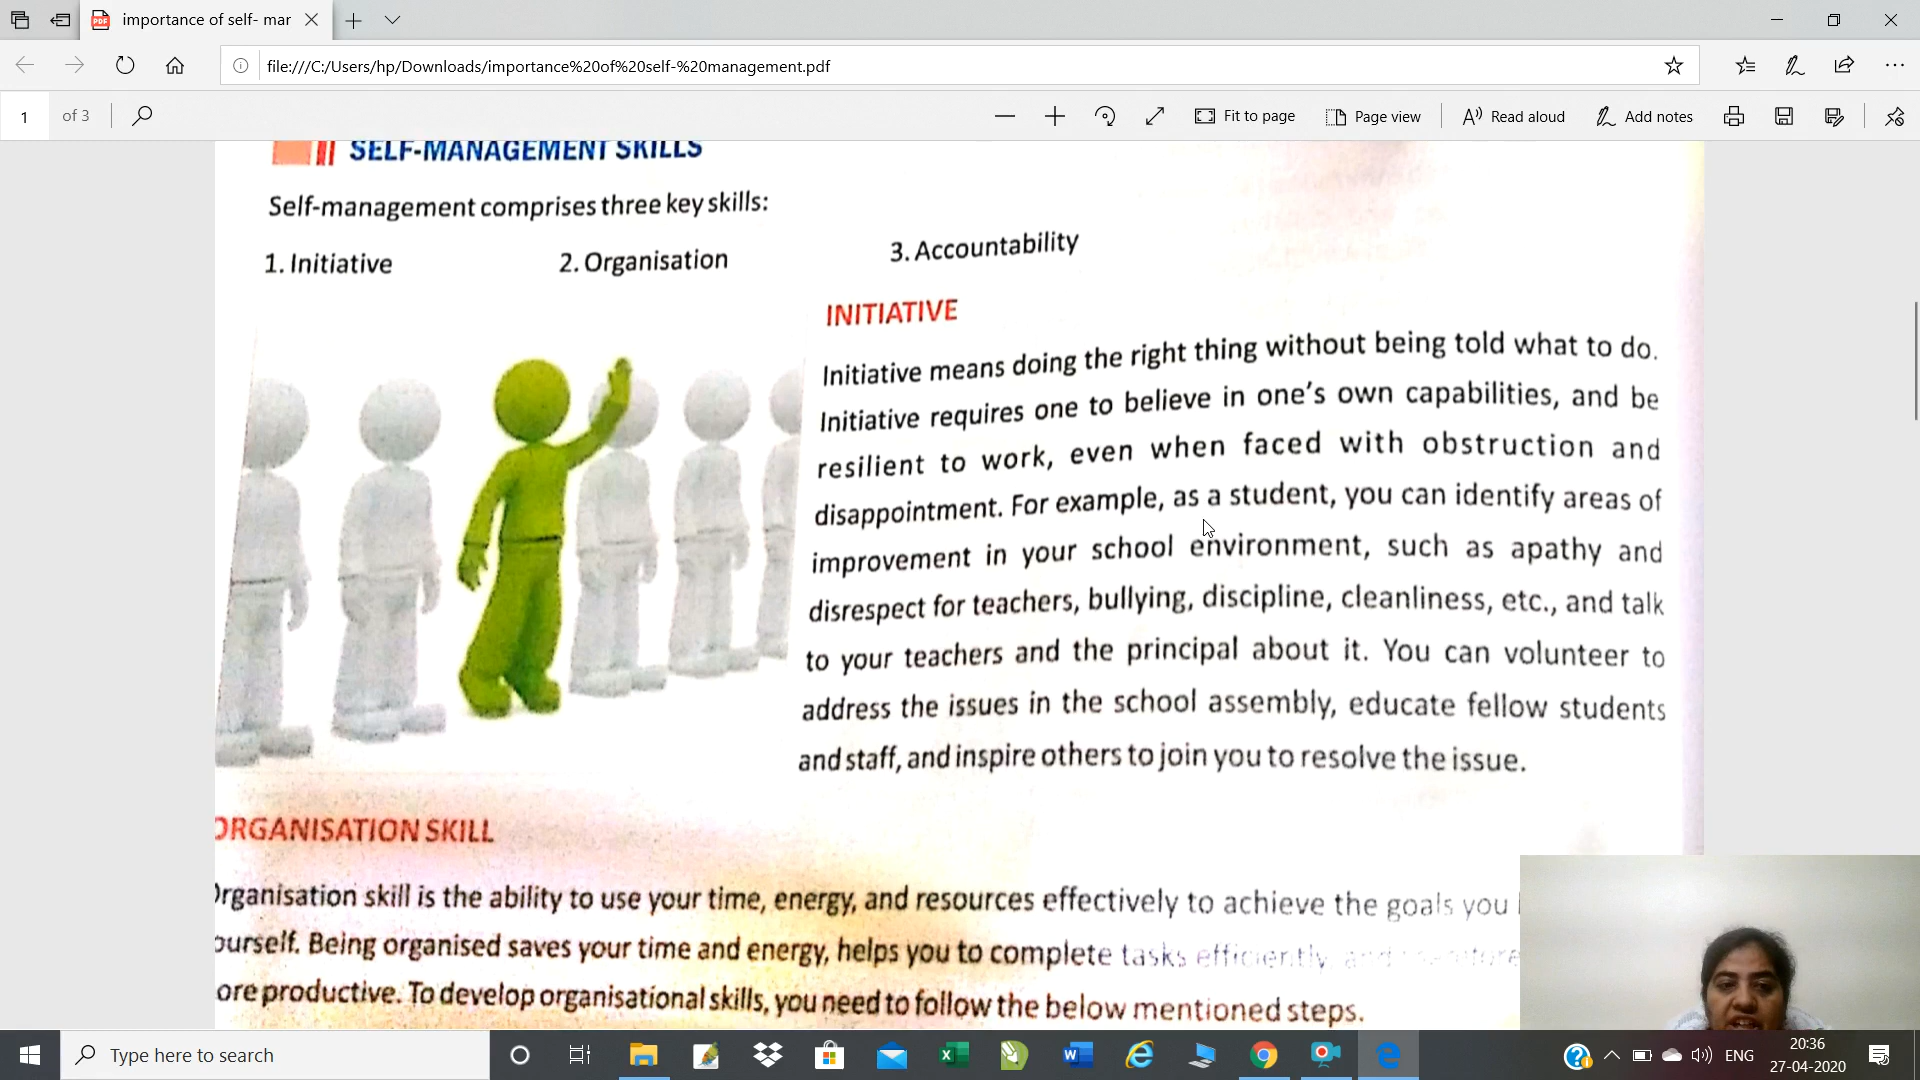 importance of self- mar
file:///C:/Users/hp/Downloads/importance%20of%20self-%20management.pdf
1 of 3
Fit to page
Page view
Read aloud
Add notes
SELF-MANAGEMENT SKILLS
Self-management comprises three key skills:
1. Initiative 2. Organisation 3. Accountability
INITIATIVE
Initiative means doing the right thing without being told what to do.
Initiative requires one to believe in one's own capabilities, and be
resilient to work, even when faced with obstruction and
disappointment. For example, as a student, you can identify areas of
improvement in your school environment, such as apathy and
disrespect for teachers, bullying, discipline, cleanliness, etc., and talk
to your teachers and the principal about it. You can volunteer to
address the issues in the school assembly, educate fellow students
and staff, and inspire others to join you to resolve the issue.
ORGANISATION SKILL
Organisation skill is the ability to use your time, energy, and resources effectively to achieve the goals you
ourself. Being organised saves your time and energy, helps you to complete tasks efficiently, and
ore productive. To develop organisational skills, you need to follow the below mentioned steps.
Type here to search
ENG
20:36
27-04-2020